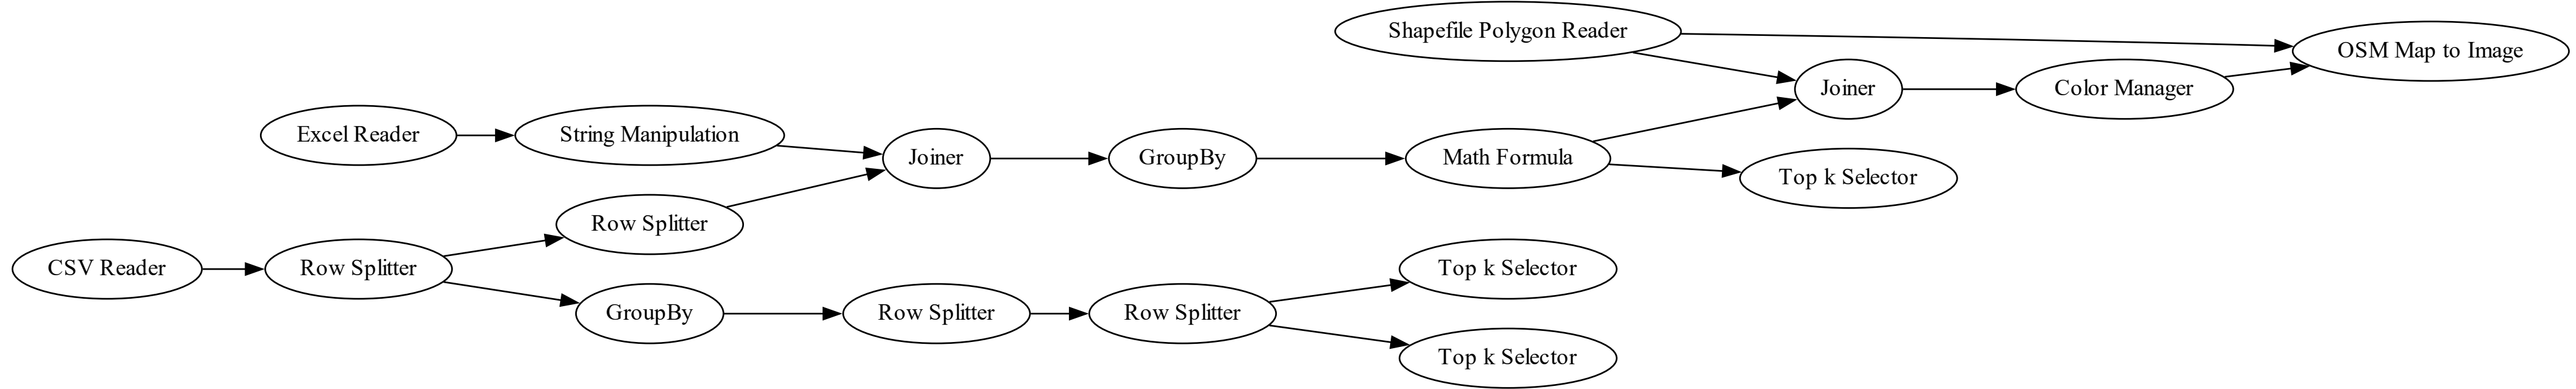 Shapefile Polygon Reader
OSM Map to Image
Joiner
Color Manager
Excel Reader
String Manipulation
Joiner
GroupBy
Math Formula
Top k Selector
Row Splitter
CSV Reader
Row Splitter
Top k Selector
GroupBy
Row Splitter
Row Splitter
Top k Selector